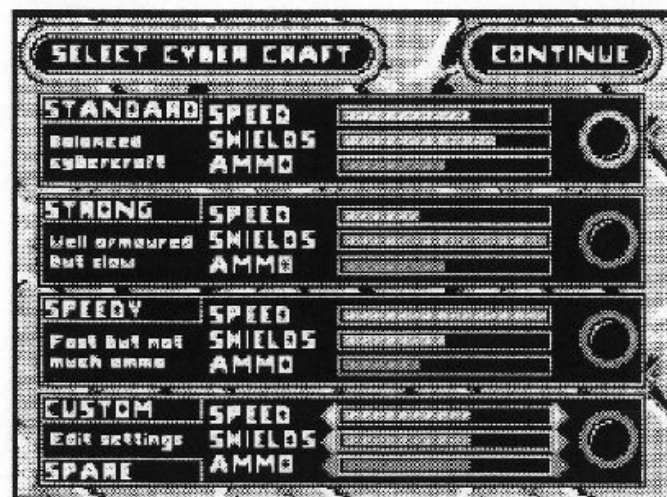 SELECT CYBER CRAFT
CONTINUE
STANDARD
Balanced
cybercraft
SPEED
SHIELDS
AMMO
STRONG
Well armoured
but slow
SPEED
SHIELDS
AMMO
SPEEDY
Fast but not
much ammo
SPEED
SHIELDS
AMMO
CUSTOM
Edit settings
SPARE
SPEED
SHIELDS
AMMO